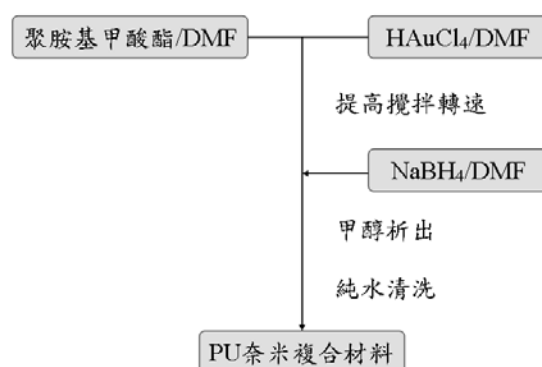 聚胺基甲酸酯/DMF
HAuCl₄/DMF
提高攪拌轉速
NaBH₄/DMF
甲醇析出
純水清洗
PU奈米複合材料